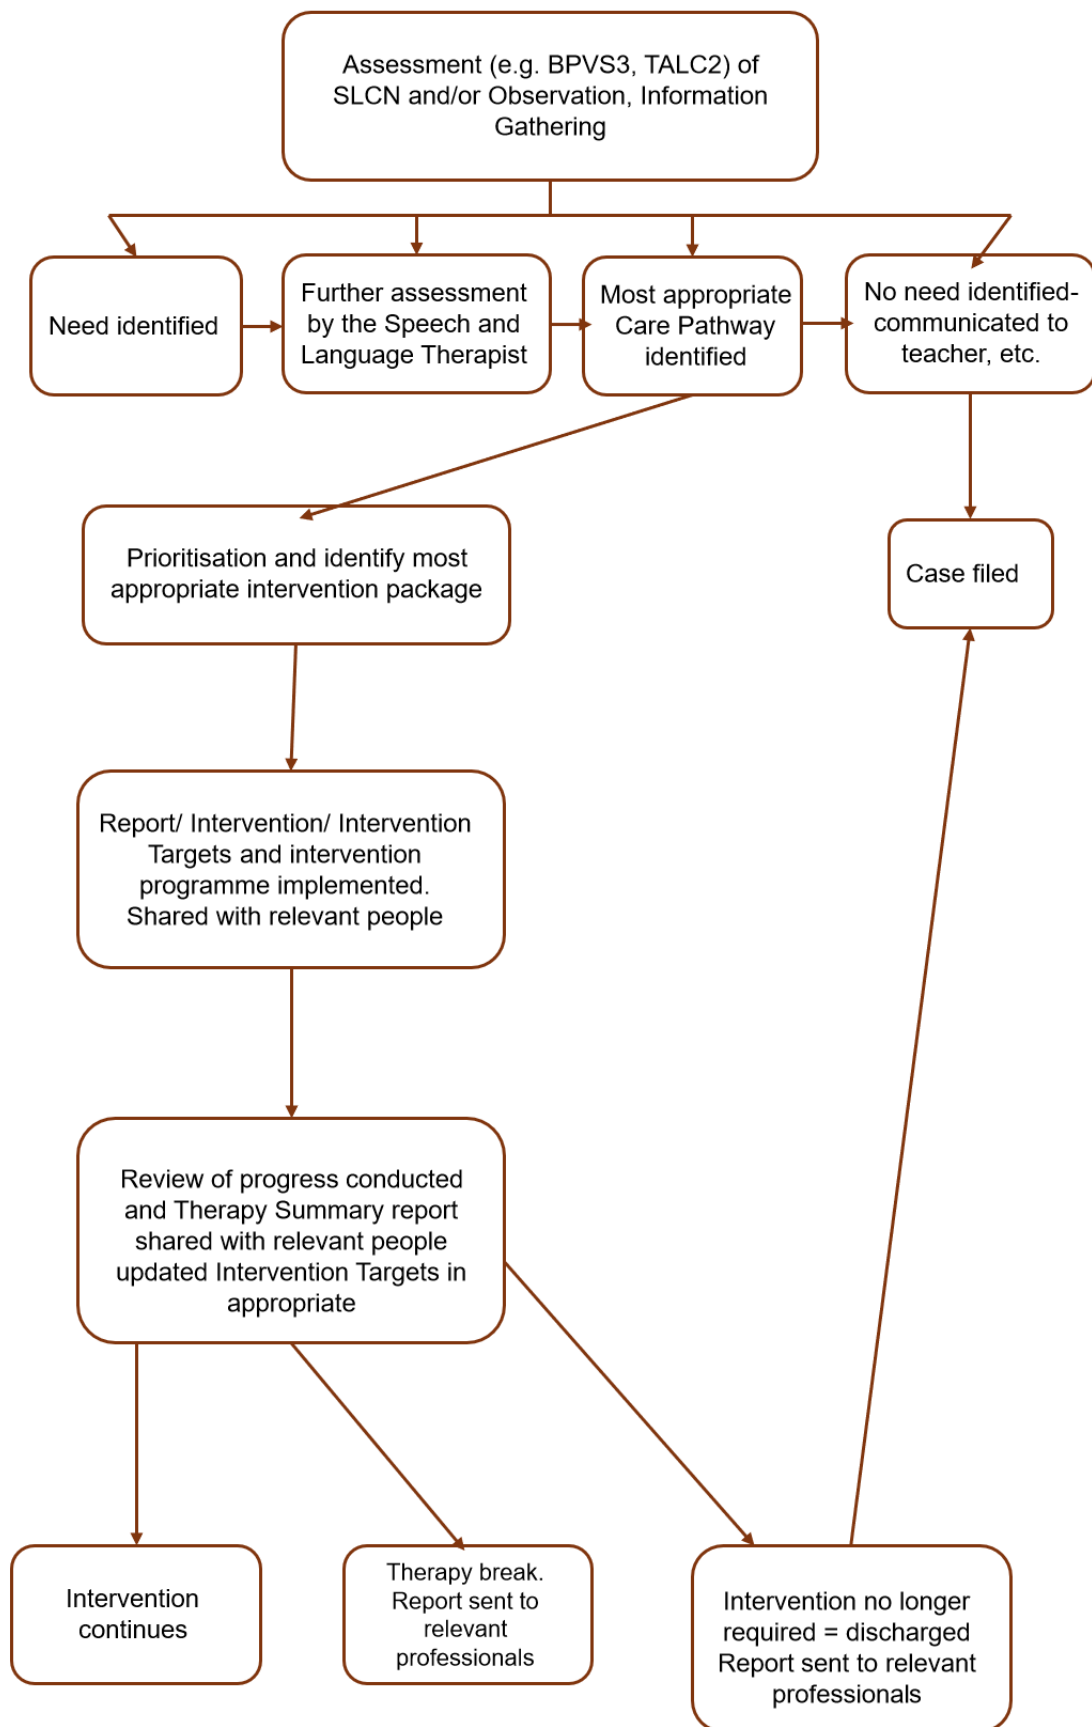 Assessment (e.g. BPVS3, TALC2) of
SLCN and/or Observation, Information
Gathering
Need identified
Further assessment
by the Speech and
Language Therapist
Most appropriate
Care Pathway
identified
No need identified-
communicated to
teacher, etc.
Prioritisation and identify most
appropriate intervention package
Case filed
Report/ Intervention/ Intervention
Targets and intervention
programme implemented.
Shared with relevant people
Review of progress conducted
and Therapy Summary report
shared with relevant people
updated Intervention Targets in
appropriate
Intervention
continues
Therapy break.
Report sent to
relevant
professionals
Intervention no longer
required = discharged
Report sent to relevant
professionals